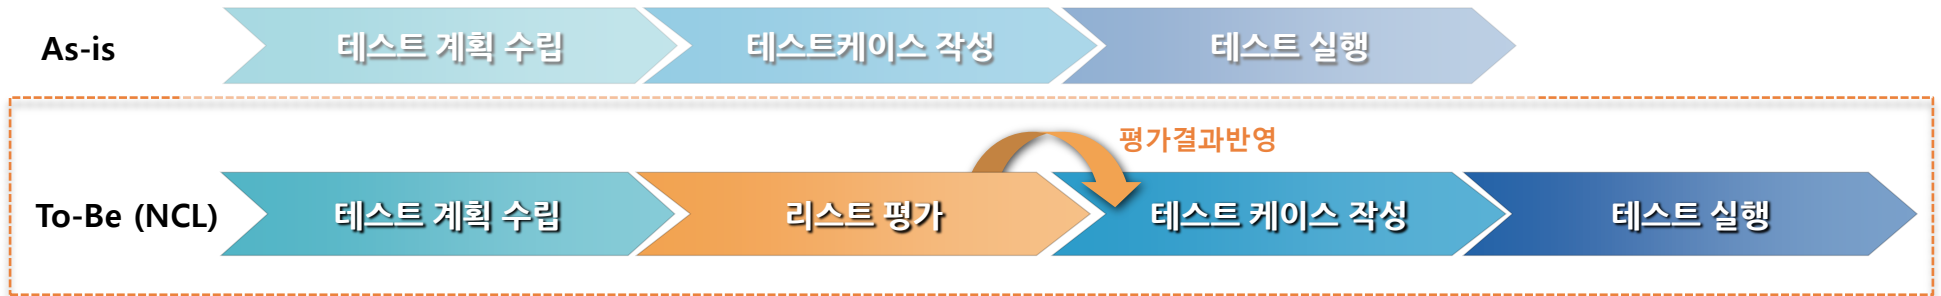 As-is
테스트 계획 수립
테스트케이스 작성
테스트 실행
평가결과반영
To-Be (NCL)
테스트 계획 수립
리스트 평가
테스트 케이스 작성
테스트 실행